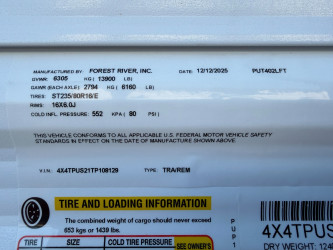 MANUFACTURED BY: FOREST RIVER, INC. DATE: 12/12/2025 PUT402LFT
GVWR: 6305 KG ( 13900 LB)
GAWR (EACH AXLE) 2794 KG ( 6160 LB)
TIRES: ST235/80R16/E
RIMS: 16X6.0J
COLD INFL. PRESSURE: 552 KPA ( 80 PSI)
THIS VEHICLE CONFORMS TO ALL APPLICABLE U.S. FEDERAL MOTOR VEHICLE SAFETY
STANDARDS IN EFFECT ON THE DATE OF MANUFACTURE SHOWN ABOVE.
V.I.N.: 4X4TPUS21TP108129 TYPE: TRA/REM
TIRE AND LOADING INFORMATION
The combined weight of cargo should never exceed
653 kgs or 1439 lbs.
TIRE SIZE COLD TIRE PRESSURE SEE OWNER'S
PUP1
4X4TPUS
DRY WEIGHT: 124